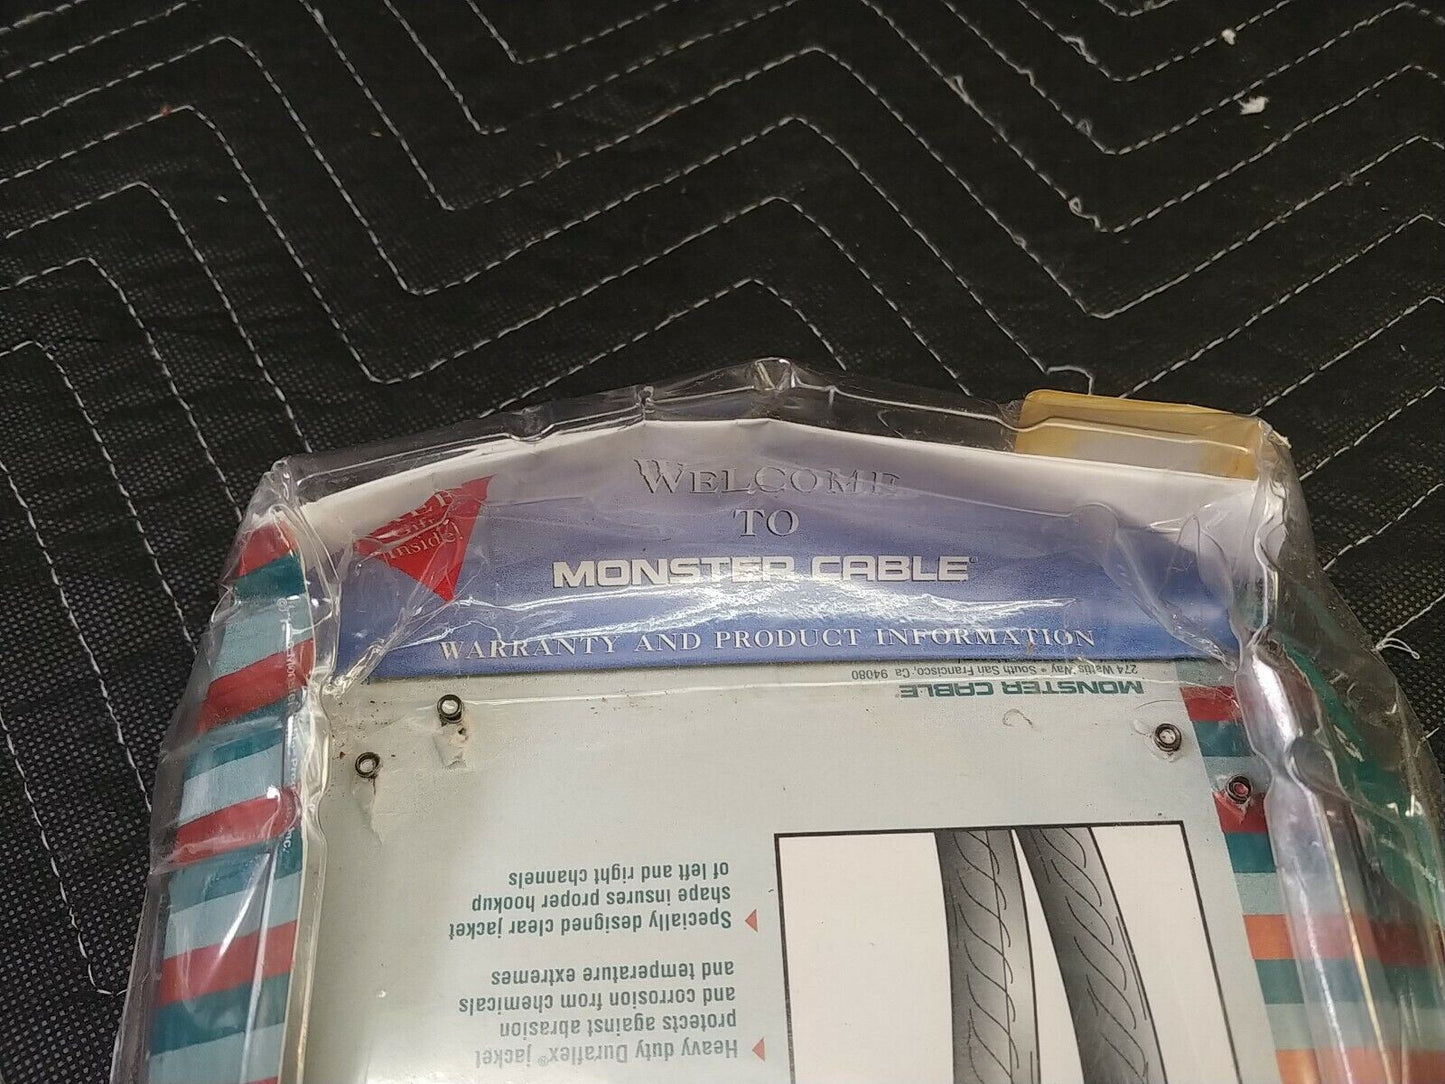 WELCOME
TO
MONSTER CABLE®
WARRANTY AND PRODUCT INFORMATION
inside!
MONSTER CABLE
274 Wattis Way • South San Francisco, Ca 94080
Heavy duty Duraflex® jacket
protects against abrasion
and corrosion from chemicals
and temperature extremes
Specially designed clear jacket
shape insures proper hookup
of left and right channels